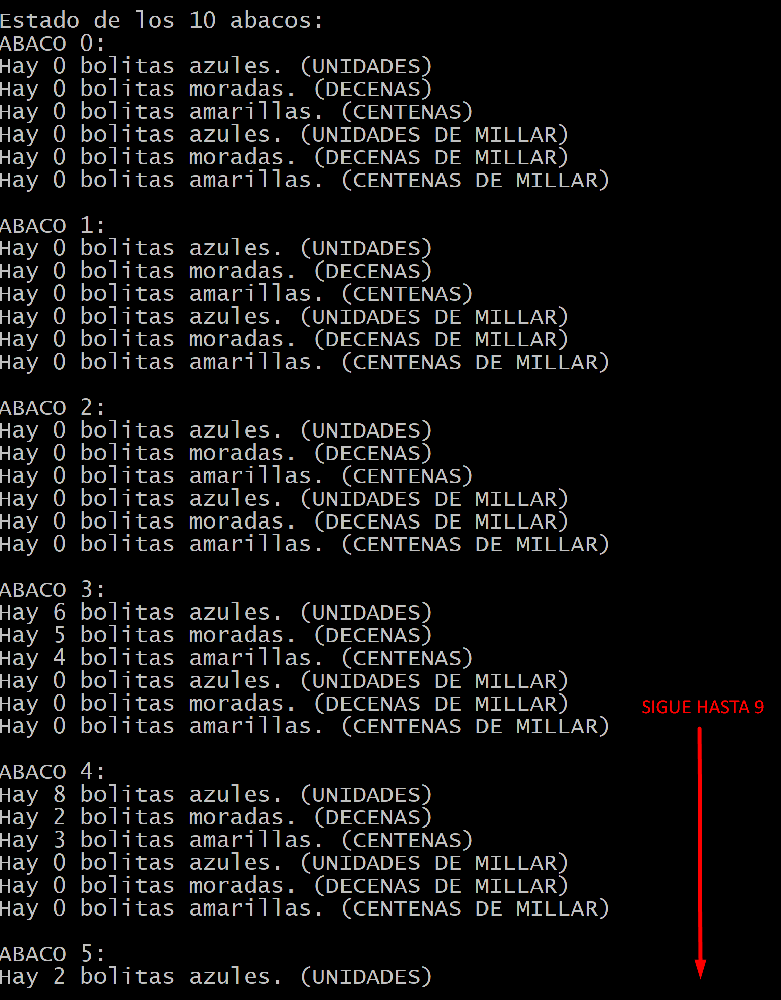 Estado de los 10 abacos:
ABACO 0:
Hay 0 bolitas azules. (UNIDADES)
Hay 0 bolitas moradas. (DECENAS)
Hay 0 bolitas amarillas. (CENTENAS)
Hay 0 bolitas azules. (UNIDADES DE MILLAR)
Hay 0 bolitas moradas. (DECENAS DE MILLAR)
Hay 0 bolitas amarillas. (CENTENAS DE MILLAR)
ABACO 1:
Hay 0 bolitas azules. (UNIDADES)
Hay 0 bolitas moradas. (DECENAS)
Hay 0 bolitas amarillas. (CENTENAS)
Hay 0 bolitas azules. (UNIDADES DE MILLAR)
Hay 0 bolitas moradas. (DECENAS DE MILLAR)
Hay 0 bolitas amarillas. (CENTENAS DE MILLAR)
ABACO 2:
Hay 0 bolitas azules. (UNIDADES)
Hay 0 bolitas moradas. (DECENAS)
Hay 0 bolitas amarillas. (CENTENAS)
Hay 0 bolitas azules. (UNIDADES DE MILLAR)
Hay 0 bolitas moradas. (DECENAS DE MILLAR)
Hay 0 bolitas amarillas. (CENTENAS DE MILLAR)
ABACO 3:
Hay 6 bolitas azules. (UNIDADES)
Hay 5 bolitas moradas. (DECENAS)
Hay 4 bolitas amarillas. (CENTENAS)
Hay 0 bolitas azules. (UNIDADES DE MILLAR)
Hay 0 bolitas moradas. (DECENAS DE MILLAR)
SIGUE HASTA 9
Hay 0 bolitas amarillas. (CENTENAS DE MILLAR)
ABACO 4:
Hay 8 bolitas azules. (UNIDADES)
Hay 2 bolitas moradas. (DECENAS)
Hay 3 bolitas amarillas. (CENTENAS)
Hay 0 bolitas azules. (UNIDADES DE MILLAR)
Hay 0 bolitas moradas. (DECENAS DE MILLAR)
Hay 0 bolitas amarillas. (CENTENAS DE MILLAR)
ABACO 5:
Hay 2 bolitas azules. (UNIDADES)